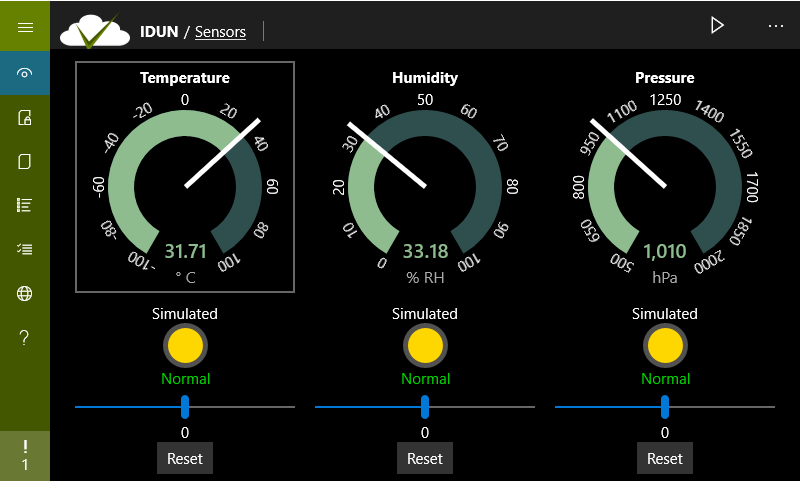 IDUN / Sensors
Temperature
-100 -80 -60 -40 -20 0 20 40 60 80 100
31.71
° C
Simulated
Normal
0
Reset
Humidity
0 10 20 30 40 50 60 70 80 90 100
33.18
% RH
Simulated
Normal
0
Reset
Pressure
500 650 800 950 1100 1250 1400 1550 1700 1850 2000
1,010
hPa
Simulated
Normal
0
Reset
!
1